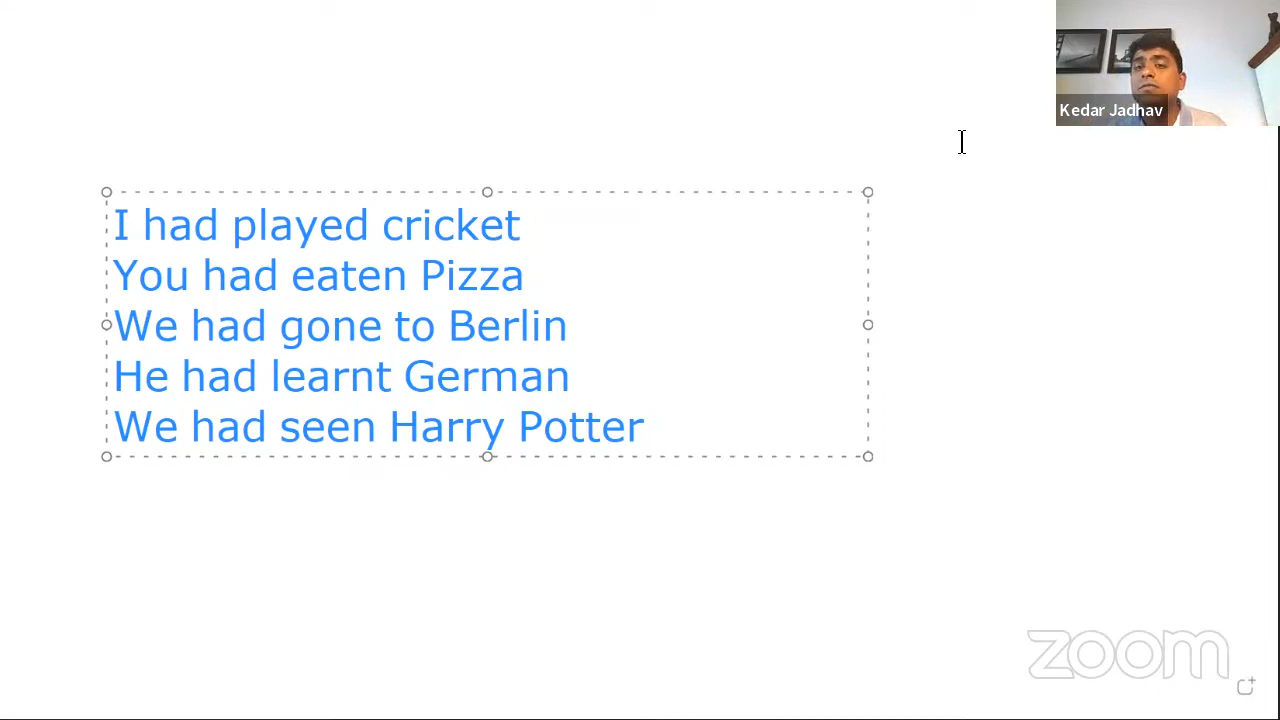 Kedar Jadhav
I had played cricket
You had eaten Pizza
We had gone to Berlin
He had learnt German
We had seen Harry Potter
zoom